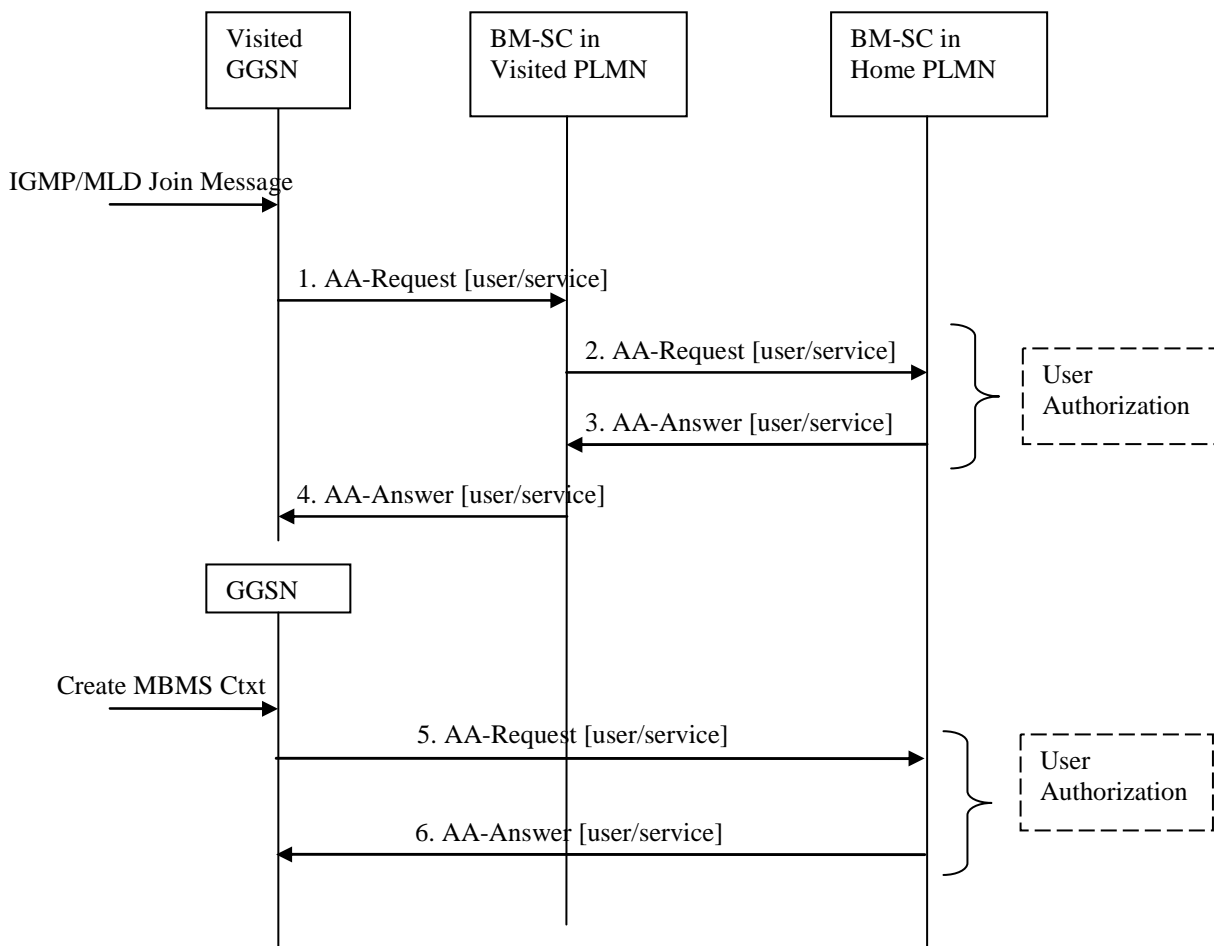 Visited
GGSN
BM-SC in
Visited PLMN
BM-SC in
Home PLMN
IGMP/MLD Join Message
1. AA-Request [user/service]
2. AA-Request [user/service]
User
Authorization
3. AA-Answer [user/service]
4. AA-Answer [user/service]
GGSN
Create MBMS Ctxt
5. AA-Request [user/service]
User
Authorization
6. AA-Answer [user/service]